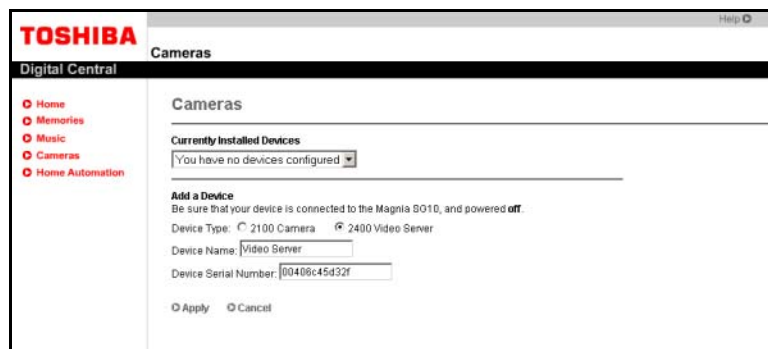 Help
TOSHIBA
Cameras
Digital Central
Home
Memories
Music
Cameras
Home Automation
Cameras
Currently Installed Devices
You have no devices configured
Add a Device
Be sure that your device is connected to the Magnia SG10, and powered off.
Device Type: 2100 Camera 2400 Video Server
Device Name: Video Server
Device Serial Number: 00406c45d32f
Apply Cancel